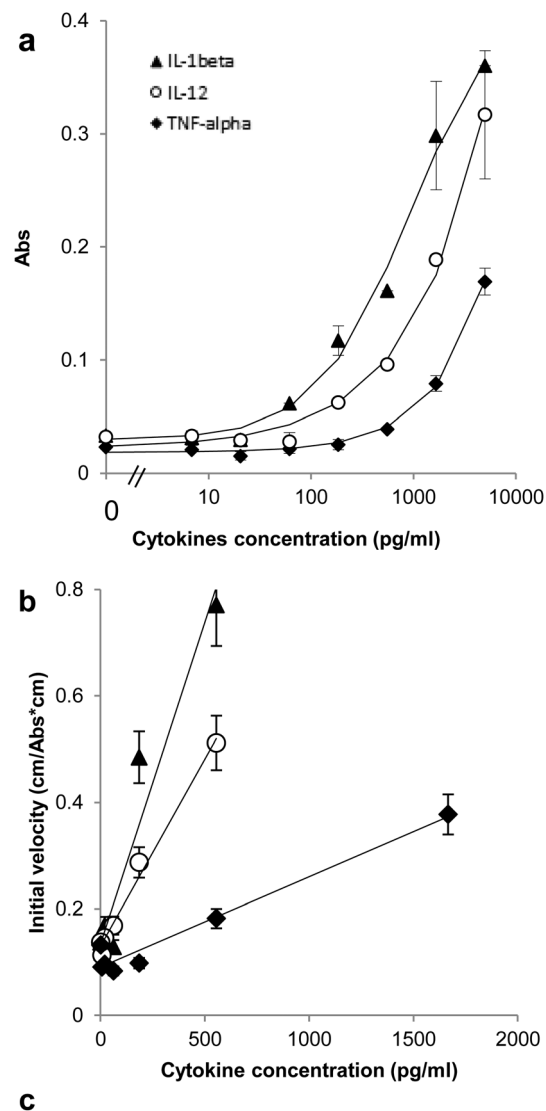 a
Abs
0.4
0.3
0.2
0.1
0
IL-1beta
IL-12
TNF-alpha
0
10
100
1000
10000
Cytokines concentration (pg/ml)
b
Initial velocity (cm/Abs*cm)
0.8
0.6
0.4
0.2
0
0
500
1000
1500
2000
Cytokine concentration (pg/ml)
c